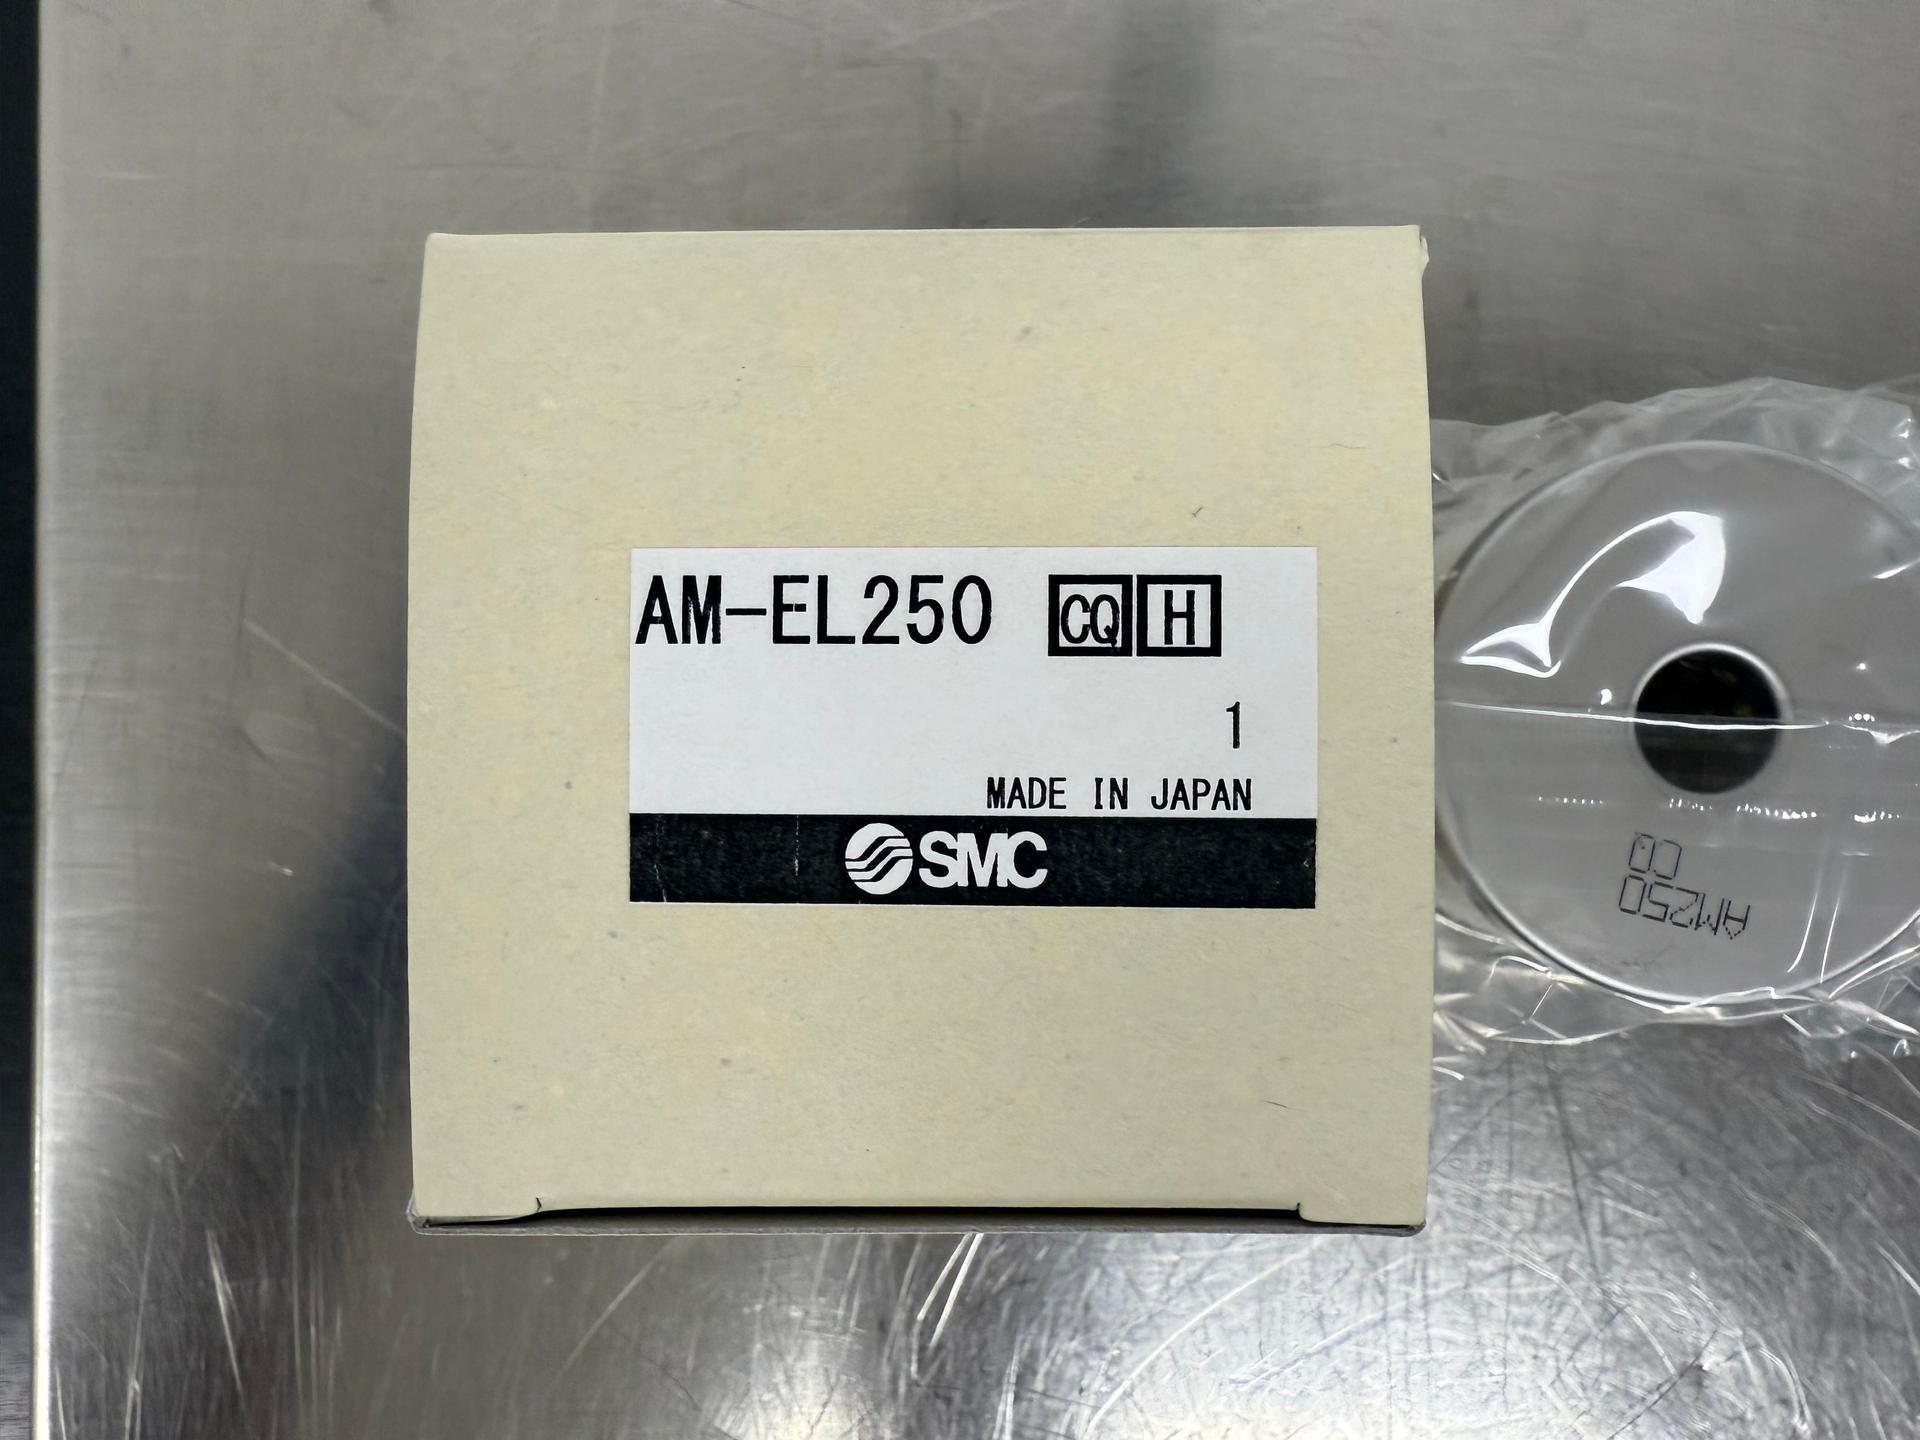 AM-EL250 CQ H
1
MADE IN JAPAN
SMC
AM250
CQ